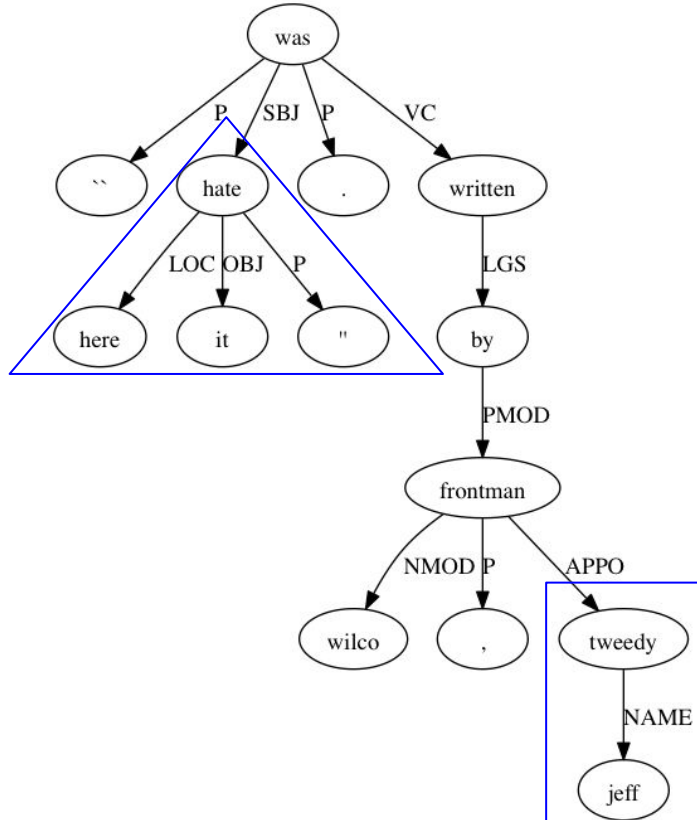 was
P SBJ P VC
`` hate . written
LOC OBJ P LGS
here it " by
PMOD
frontman
NMOD P APPO
wilco , tweedy
NAME
jeff